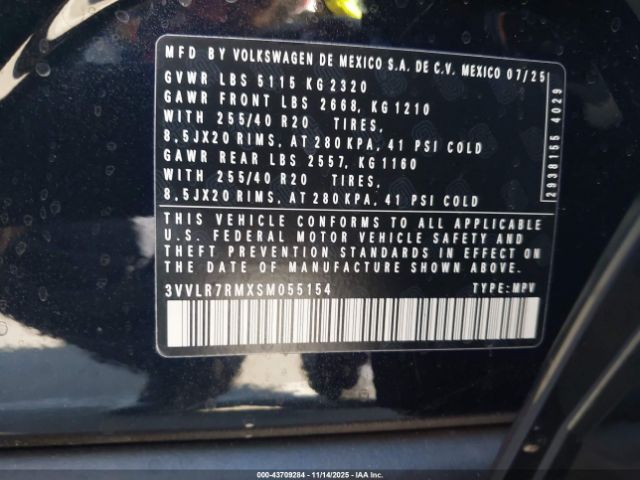 MFD BY VOLKSWAGEN DE MEXICO S.A. DE C.V. MEXICO 07/25
GVWR LBS 5115 KG 2320
GAWR FRONT LBS 2668, KG 1210
WITH 255/40 R20 TIRES,
8,5JX20 RIMS, AT 280 KPA, 41 PSI COLD
GAWR REAR LBS 2557, KG 1160
WITH 255/40 R20 TIRES,
8,5JX20 RIMS, AT 280 KPA, 41 PSI COLD
2938155 4029
THIS VEHICLE CONFORMS TO ALL APPLICABLE
U.S. FEDERAL MOTOR VEHICLE SAFETY AND
THEFT PREVENTION STANDARDS IN EFFECT ON
THE DATE OF MANUFACTURE SHOWN ABOVE.
3VVLR7RMXSM055154 TYPE: MPV
000-43709284 - 11/14/2025 - Copyright © 2025 IAA, Inc.